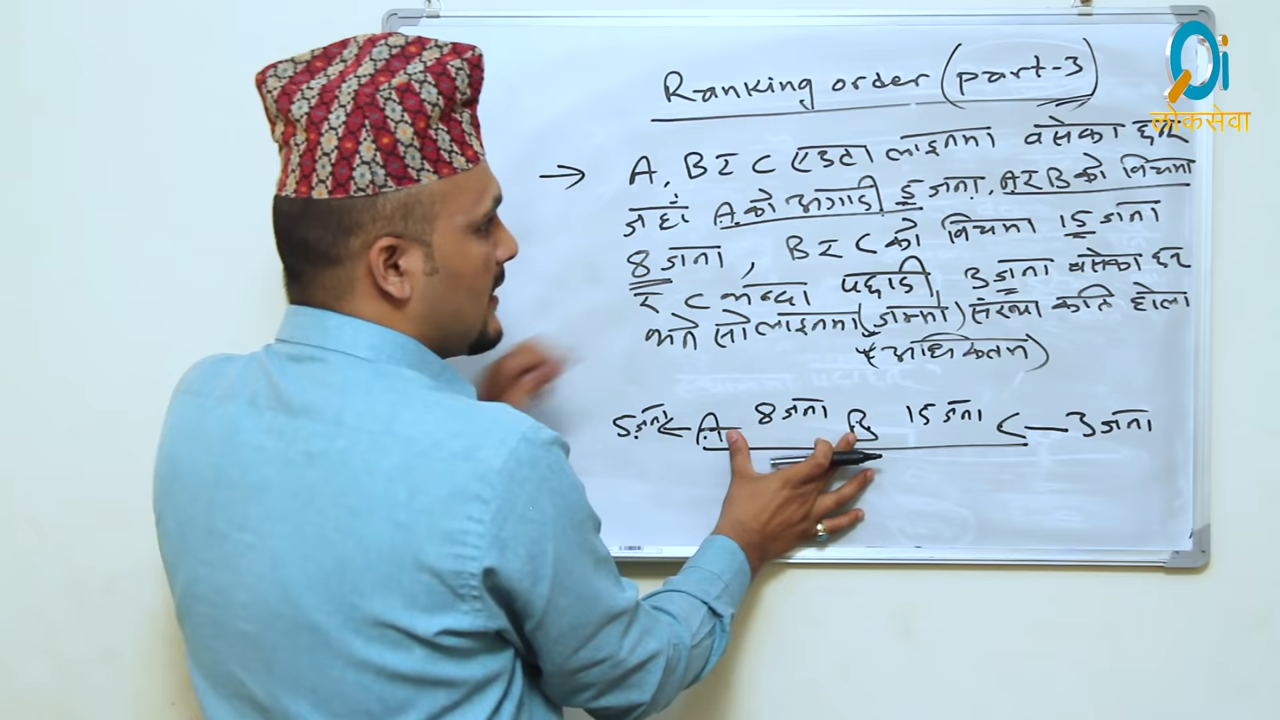 Ranking order (part-3)
→ A, B र C एउटा लाइनमा बसेका छन्
जहाँ A को अगाडी 5 जना, A र B को बिचमा
8 जना, B र C को बिचमा 15 जना
र C भन्दा पछाडी 3 जना बसेका छन्
भने सो लाइनमा (जम्मा) संख्या कति होला
(अधिकतम)
5 जना ← A 8 जना B 15 जना C — 3 जना
Oi
लोकसेवा